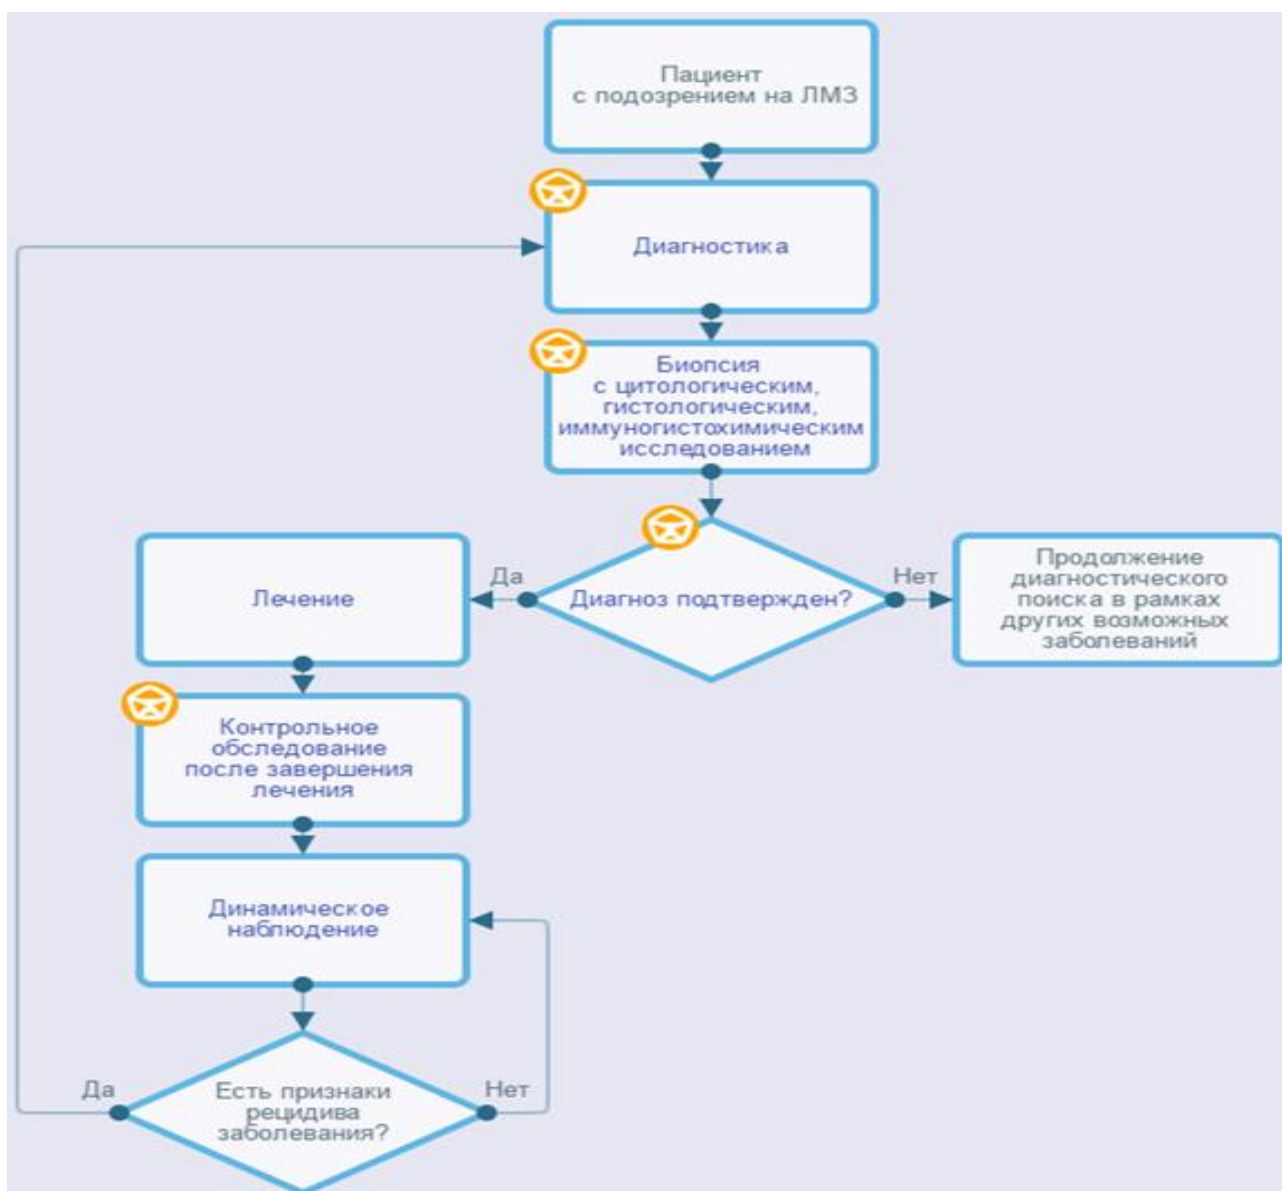 Пациент
с подозрением на ЛМЗ
Диагностика
Биопсия
с цитологическим,
гистологическим,
иммуногистохимическим
исследованием
Диагноз подтвержден?
Да
Нет
Лечение
Продолжение
диагностического
поиска в рамках
других возможных
заболеваний
Контрольное
обследование
после завершения
лечения
Динамическое
наблюдение
Есть признаки
рецидива
заболевания?
Да
Нет